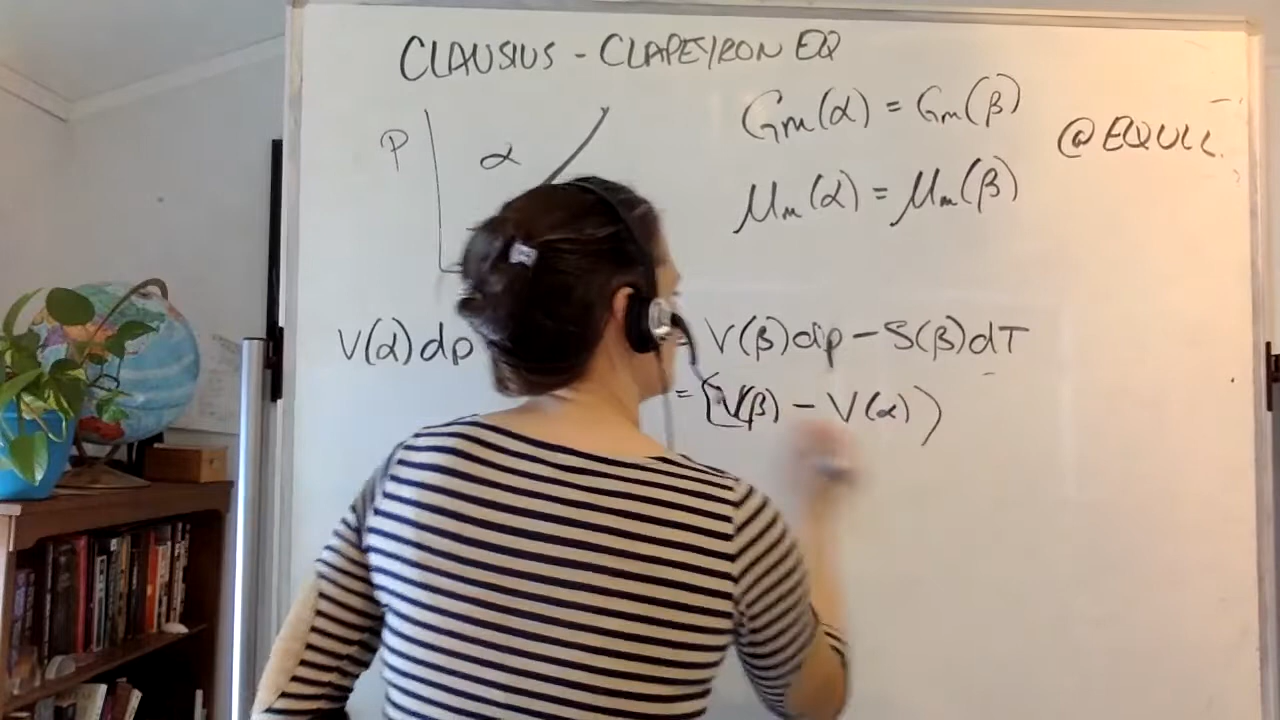 CLAUSIUS - CLAPEYRON EQ
P α
Gm(α) = Gm(β)
@ EQUIL.
μm(α) = μm(β)
V(α)dp = V(β)dp - S(β)dT
= (V(β) - V(α))